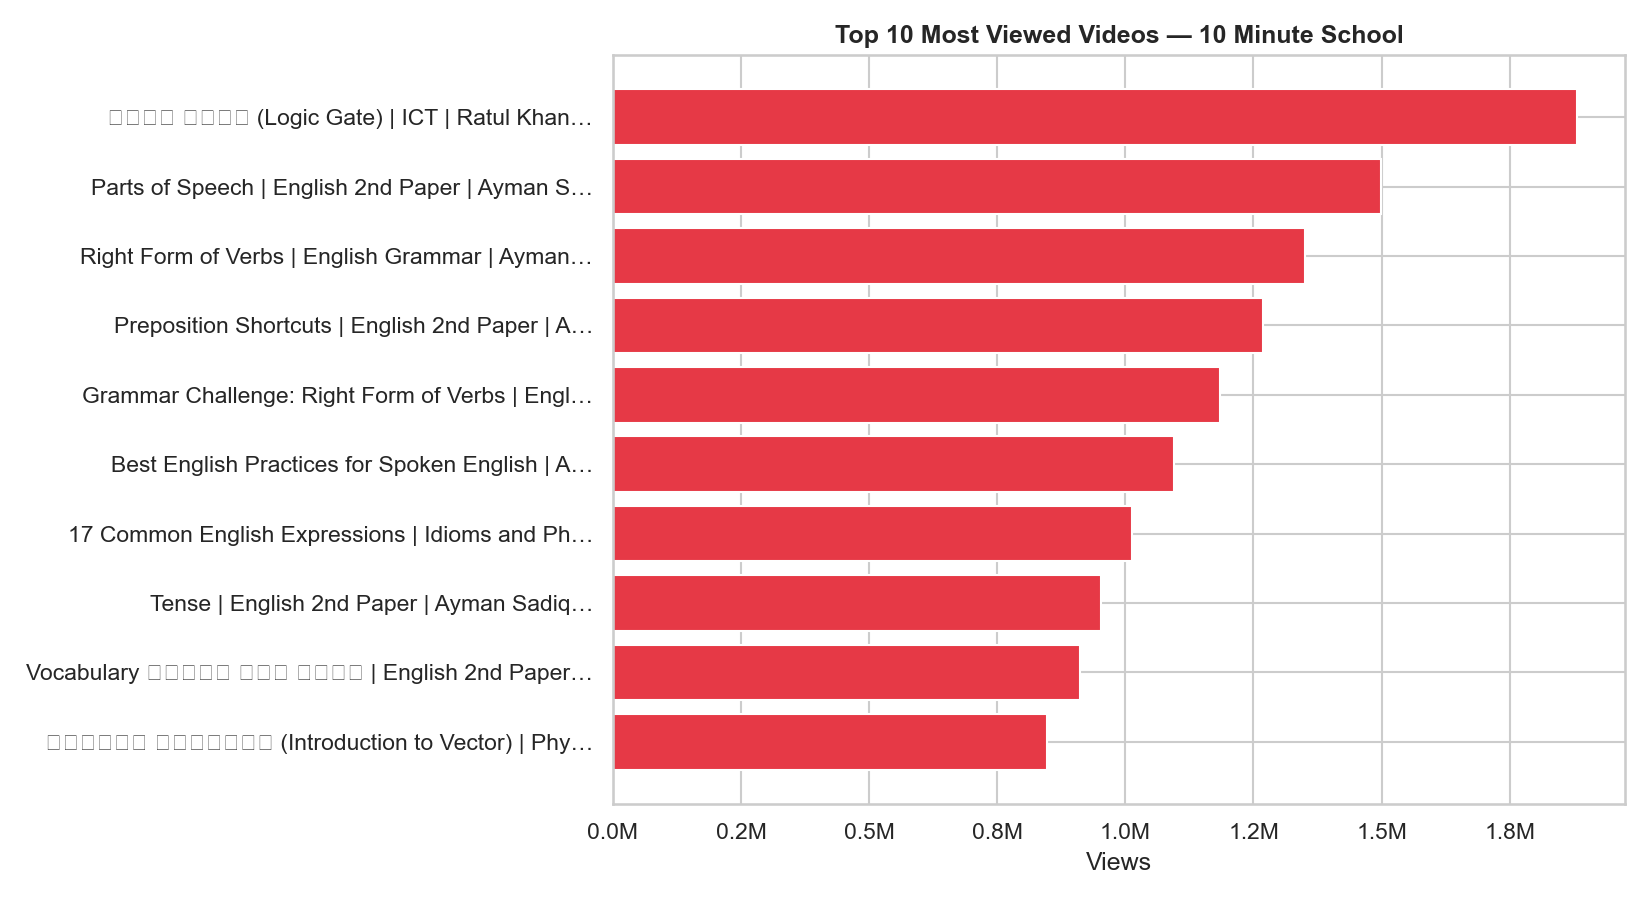 Top 10 Most Viewed Videos — 10 Minute School
(Logic Gate) | ICT | Ratul Khan…
Parts of Speech | English 2nd Paper | Ayman S…
Right Form of Verbs | English Grammar | Ayman…
Preposition Shortcuts | English 2nd Paper | A…
Grammar Challenge: Right Form of Verbs | Engl…
Best English Practices for Spoken English | A…
17 Common English Expressions | Idioms and Ph…
Tense | English 2nd Paper | Ayman Sadiq…
Vocabulary | English 2nd Paper…
(Introduction to Vector) | Phy…
0.0M 0.2M 0.5M 0.8M 1.0M 1.2M 1.5M 1.8M
Views